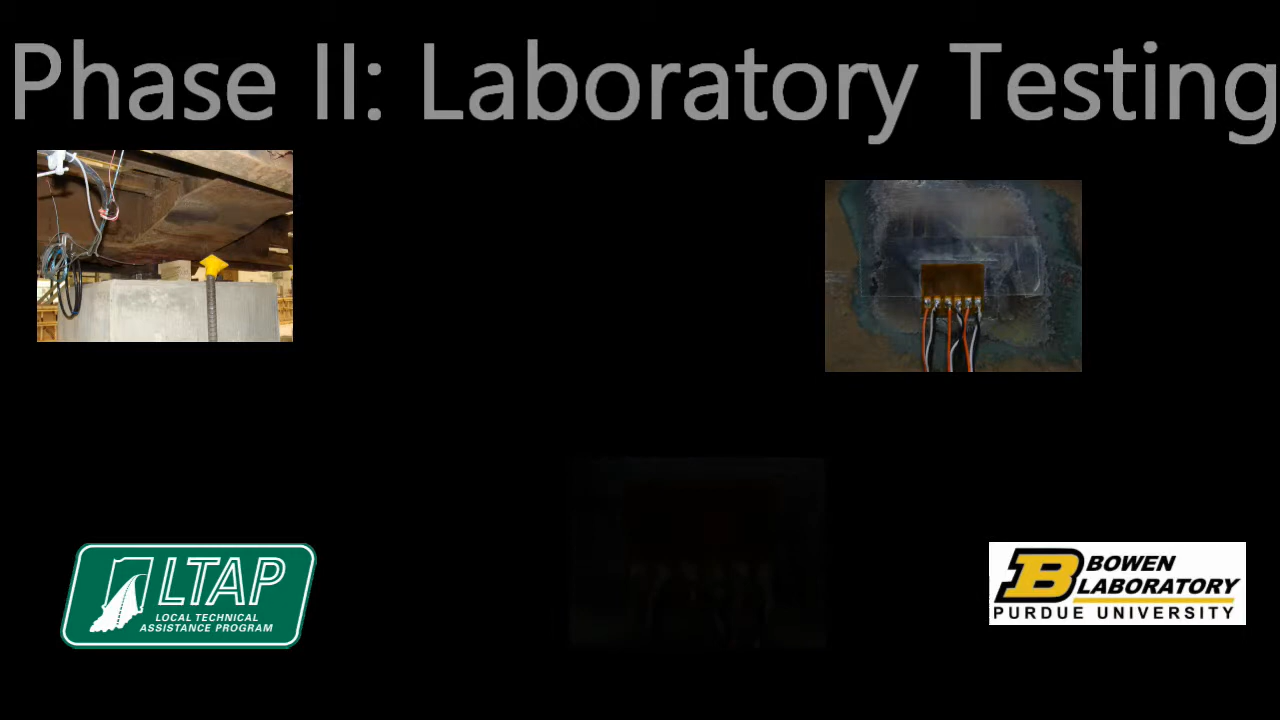 Phase II: Laboratory Testing
LTAP
LOCAL TECHNICAL
ASSISTANCE PROGRAM
BOWEN
LABORATORY
PURDUE UNIVERSITY